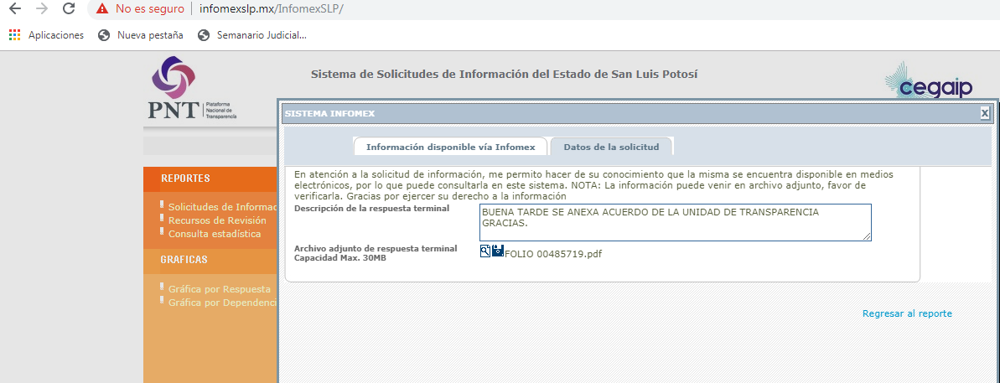 No es seguro | infomexslp.mx/InfomexSLP/
Aplicaciones Nueva pestaña Semanario Judicial...
PNT Plataforma Nacional de Transparencia
Sistema de Solicitudes de Información del Estado de San Luis Potosí
cegaip
SISTEMA INFOMEX X
Información disponible vía Infomex Datos de la solicitud
REPORTES
Solicitudes de Informac
Recursos de Revisión
Consulta estadística
GRAFICAS
Gráfica por Respuesta
Gráfica por Dependenci
En atención a la solicitud de información, me permito hacer de su conocimiento que la misma se encuentra disponible en medios
electrónicos, por lo que puede consultarla en este sistema. NOTA: La información puede venir en archivo adjunto, favor de
verificarla. Gracias por ejercer su derecho a la información
Descripción de la respuesta terminal
BUENA TARDE SE ANEXA ACUERDO DE LA UNIDAD DE TRANSPARENCIA
GRACIAS.
Archivo adjunto de respuesta terminal
Capacidad Max. 30MB
FOLIO 00485719.pdf
Regresar al reporte